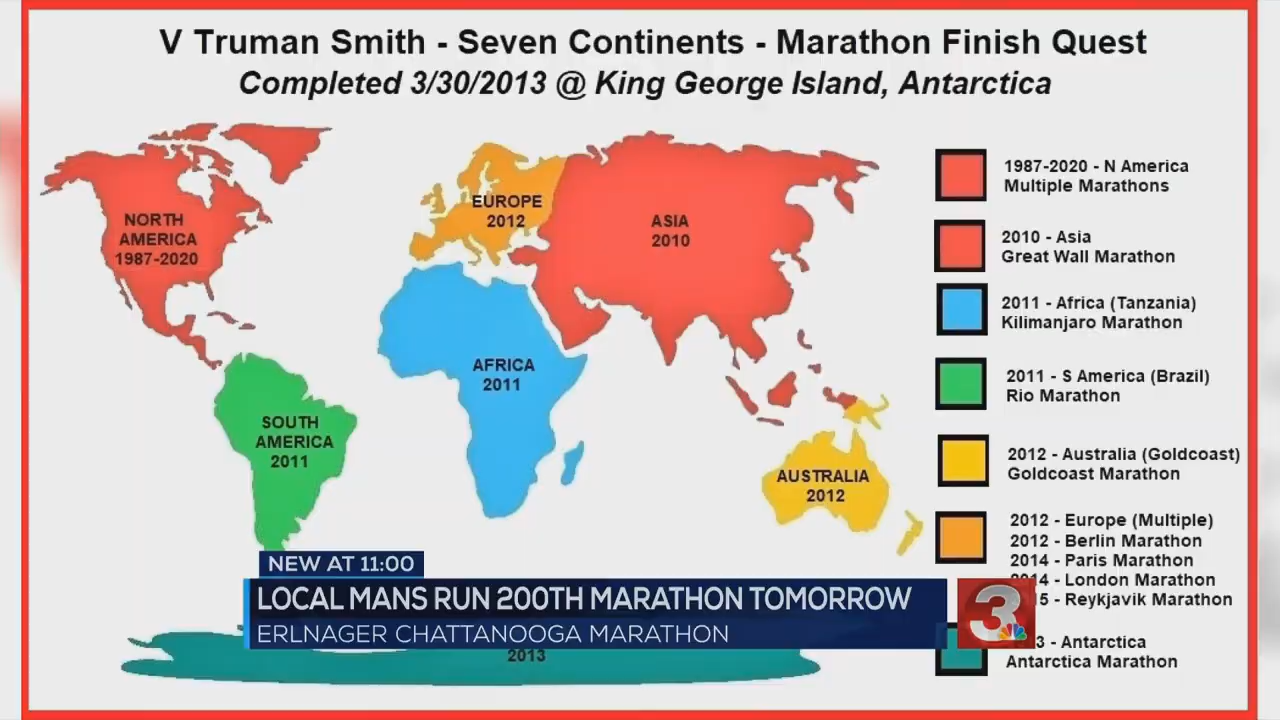 V Truman Smith - Seven Continents - Marathon Finish Quest
Completed 3/30/2013 @ King George Island, Antarctica
NORTH
AMERICA
1987-2020
EUROPE
2012
ASIA
2010
AFRICA
2011
SOUTH
AMERICA
2011
AUSTRALIA
2012
2013
1987-2020 - N America
Multiple Marathons
2010 - Asia
Great Wall Marathon
2011 - Africa (Tanzania)
Kilimanjaro Marathon
2011 - S America (Brazil)
Rio Marathon
2012 - Australia (Goldcoast)
Goldcoast Marathon
2012 - Europe (Multiple)
2012 - Berlin Marathon
2014 - Paris Marathon
2014 - London Marathon
- Reykjavik Marathon
- Antarctica
Antarctica Marathon
NEW AT 11:00
LOCAL MANS RUN 200TH MARATHON TOMORROW
ERLNAGER CHATTANOOGA MARATHON
3